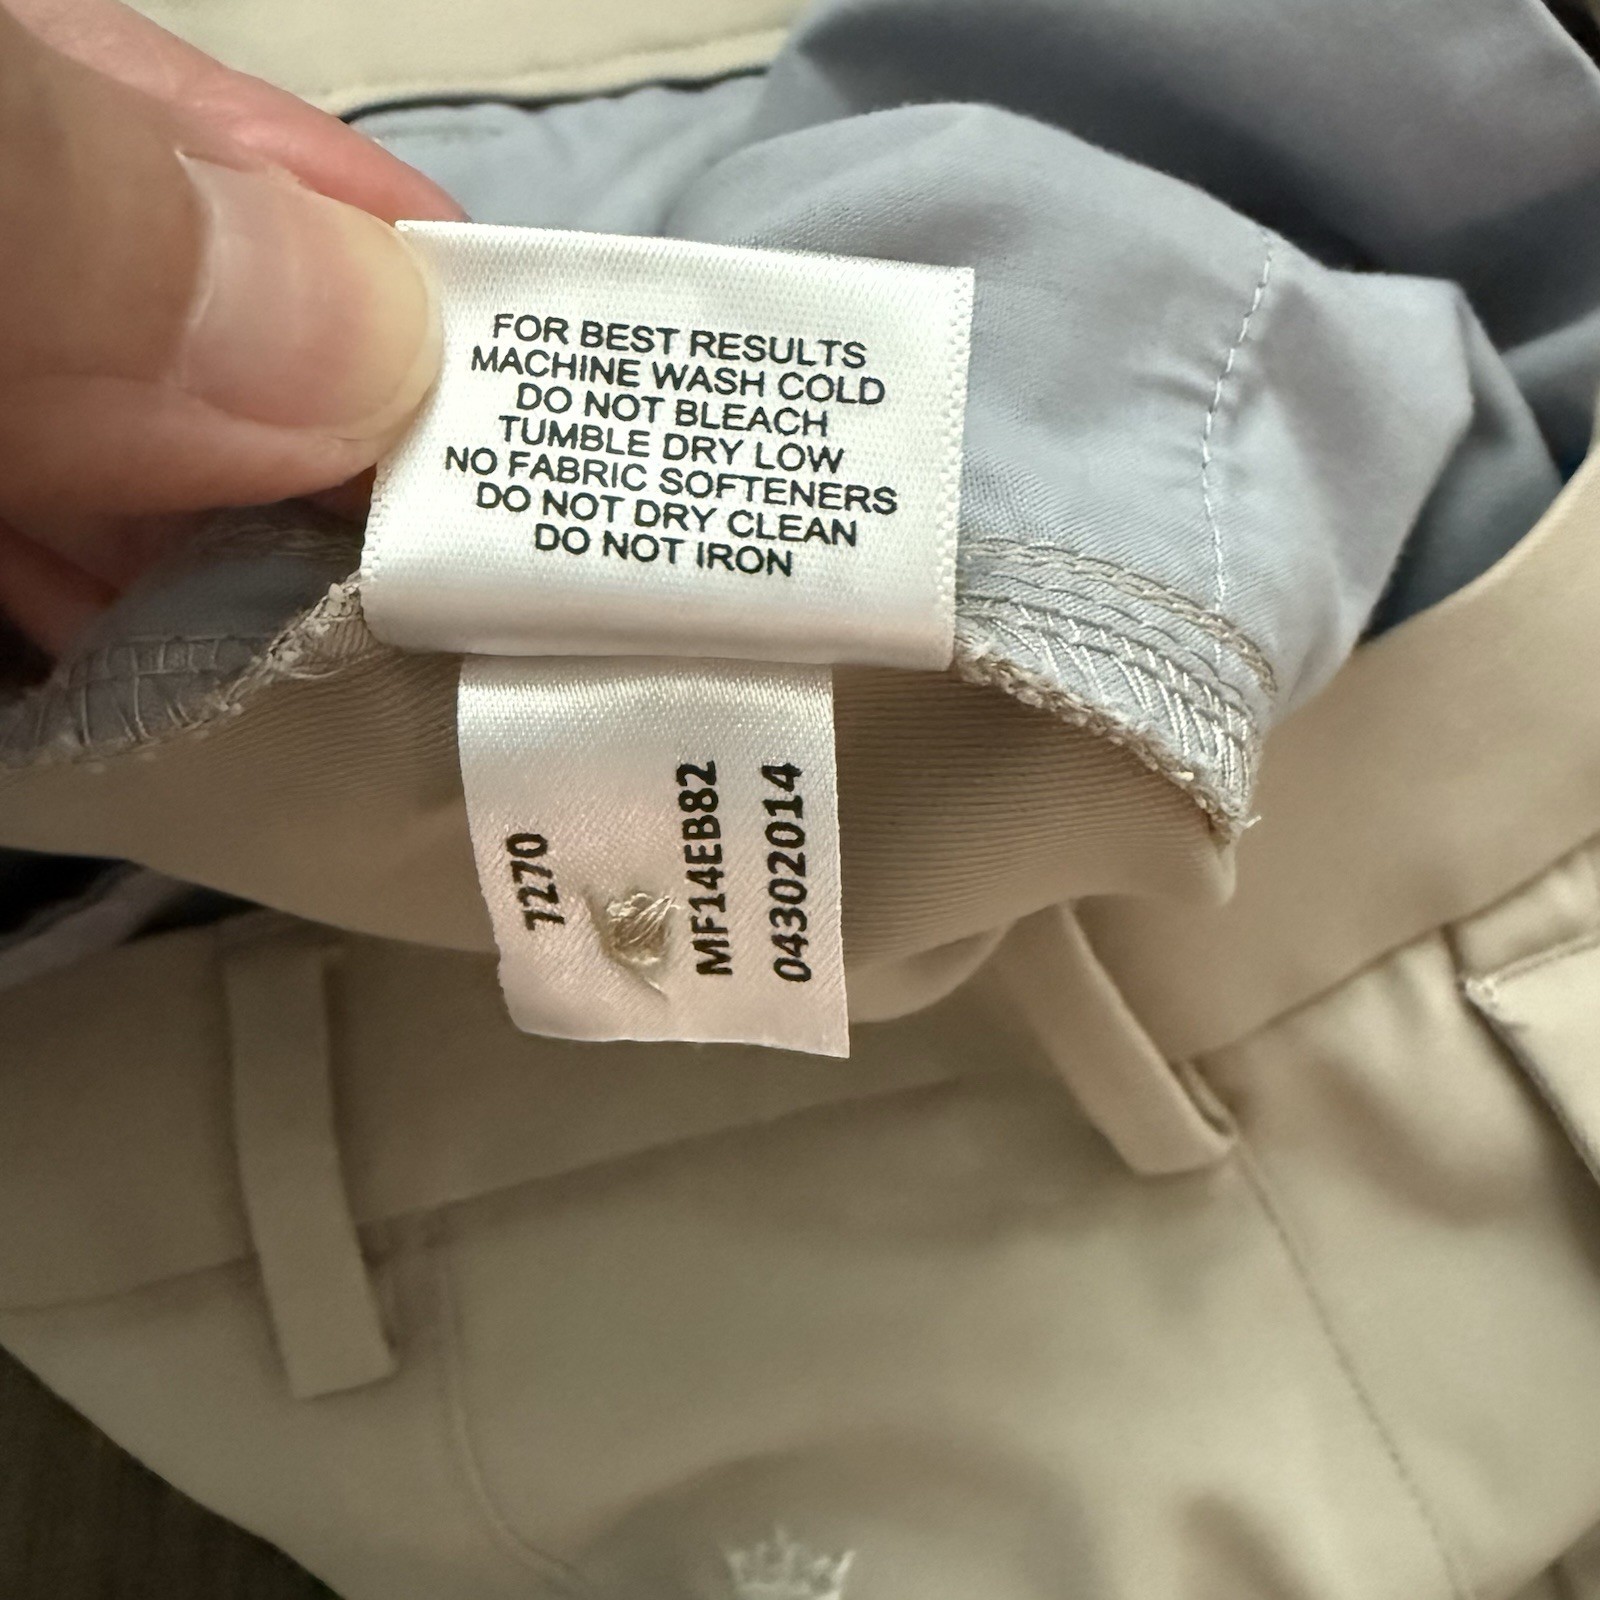 FOR BEST RESULTS
MACHINE WASH COLD
DO NOT BLEACH
TUMBLE DRY LOW
NO FABRIC SOFTENERS
DO NOT DRY CLEAN
DO NOT IRON
7270
MF14EB82
04302014